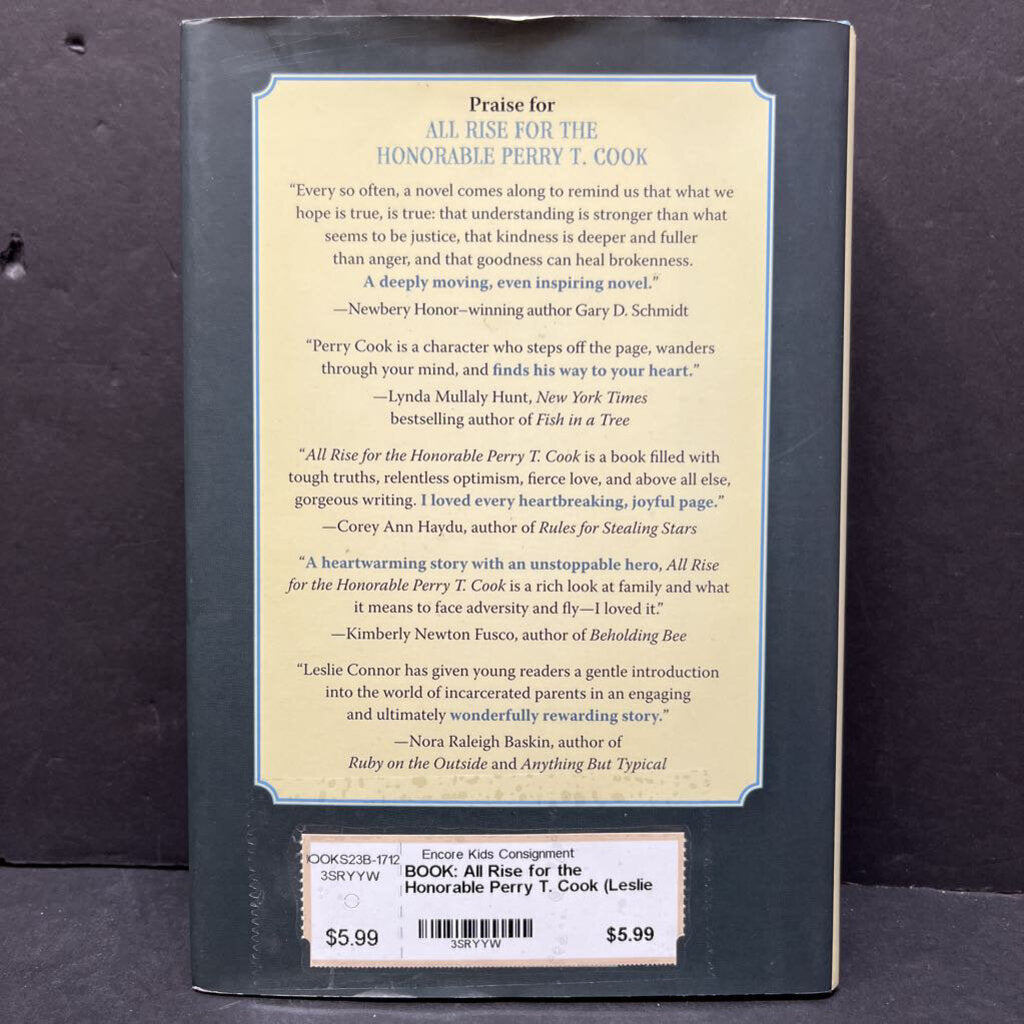 Praise for
ALL RISE FOR THE
HONORABLE PERRY T. COOK
“Every so often, a novel comes along to remind us that what we
hope is true, is true: that understanding is stronger than what
seems to be justice, that kindness is deeper and fuller
than anger, and that goodness can heal brokenness.
A deeply moving, even inspiring novel.”
—Newbery Honor–winning author Gary D. Schmidt
“Perry Cook is a character who steps off the page, wanders
through your mind, and finds his way to your heart.”
—Lynda Mullaly Hunt, New York Times
bestselling author of Fish in a Tree
“All Rise for the Honorable Perry T. Cook is a book filled with
tough truths, relentless optimism, fierce love, and above all else,
gorgeous writing. I loved every heartbreaking, joyful page.”
—Corey Ann Haydu, author of Rules for Stealing Stars
“A heartwarming story with an unstoppable hero, All Rise
for the Honorable Perry T. Cook is a rich look at family and what
it means to face adversity and fly—I loved it.”
—Kimberly Newton Fusco, author of Beholding Bee
“Leslie Connor has given young readers a gentle introduction
into the world of incarcerated parents in an engaging
and ultimately wonderfully rewarding story.”
—Nora Raleigh Baskin, author of
Ruby on the Outside and Anything But Typical
OOKS23B-1712
3SRYYW
$5.99
Encore Kids Consignment
BOOK: All Rise for the
Honorable Perry T. Cook (Leslie
3SRYYW
$5.99